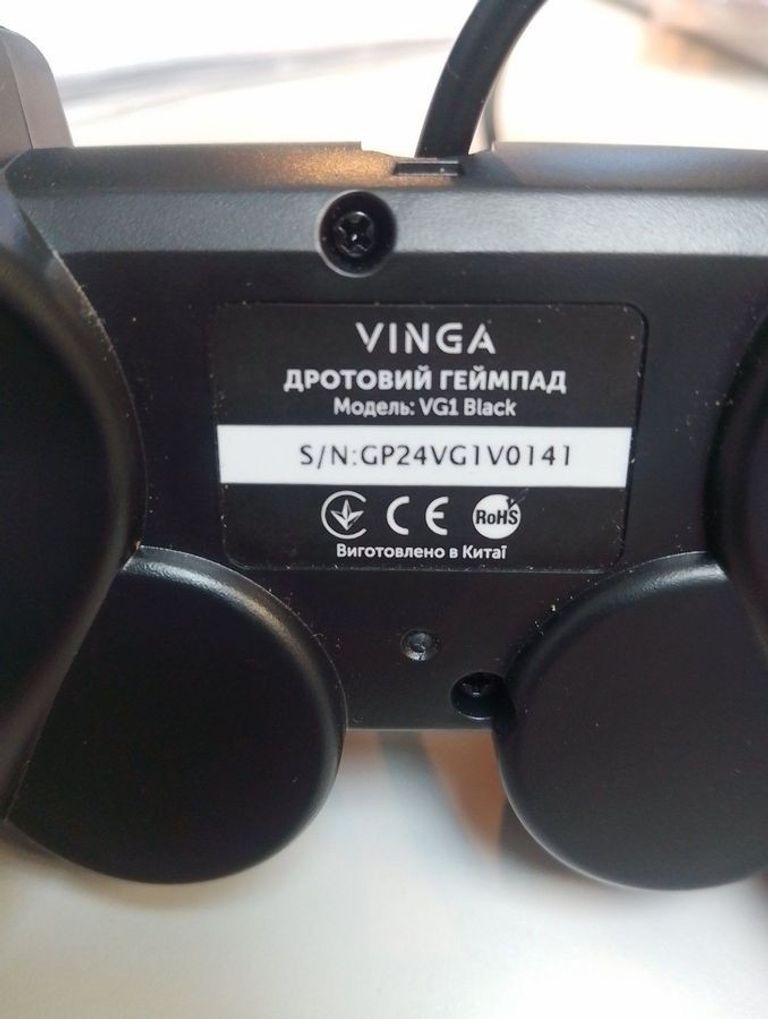 VINGA
ДРОТОВИЙ ГЕЙМПАД
Модель: VG1 Black
S/N:GP24VG1V0141
CE RoHS
Виготовлено в Китаї